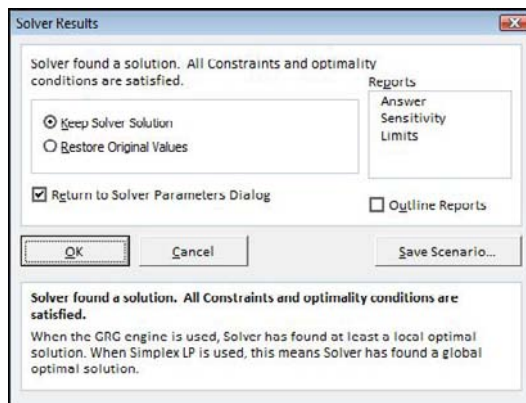 Solver Results
Solver found a solution. All Constraints and optimality
conditions are satisfied.
Reports
Answer
Sensitivity
Limits
Keep Solver Solution
Restore Original Values
Return to Solver Parameters Dialog
Outline Reports
OK
Cancel
Save Scenario...
Solver found a solution. All Constraints and optimality conditions are
satisfied.
When the GRG engine is used, Solver has found at least a local optimal
solution. When Simplex LP is used, this means Solver has found a global
optimal solution.